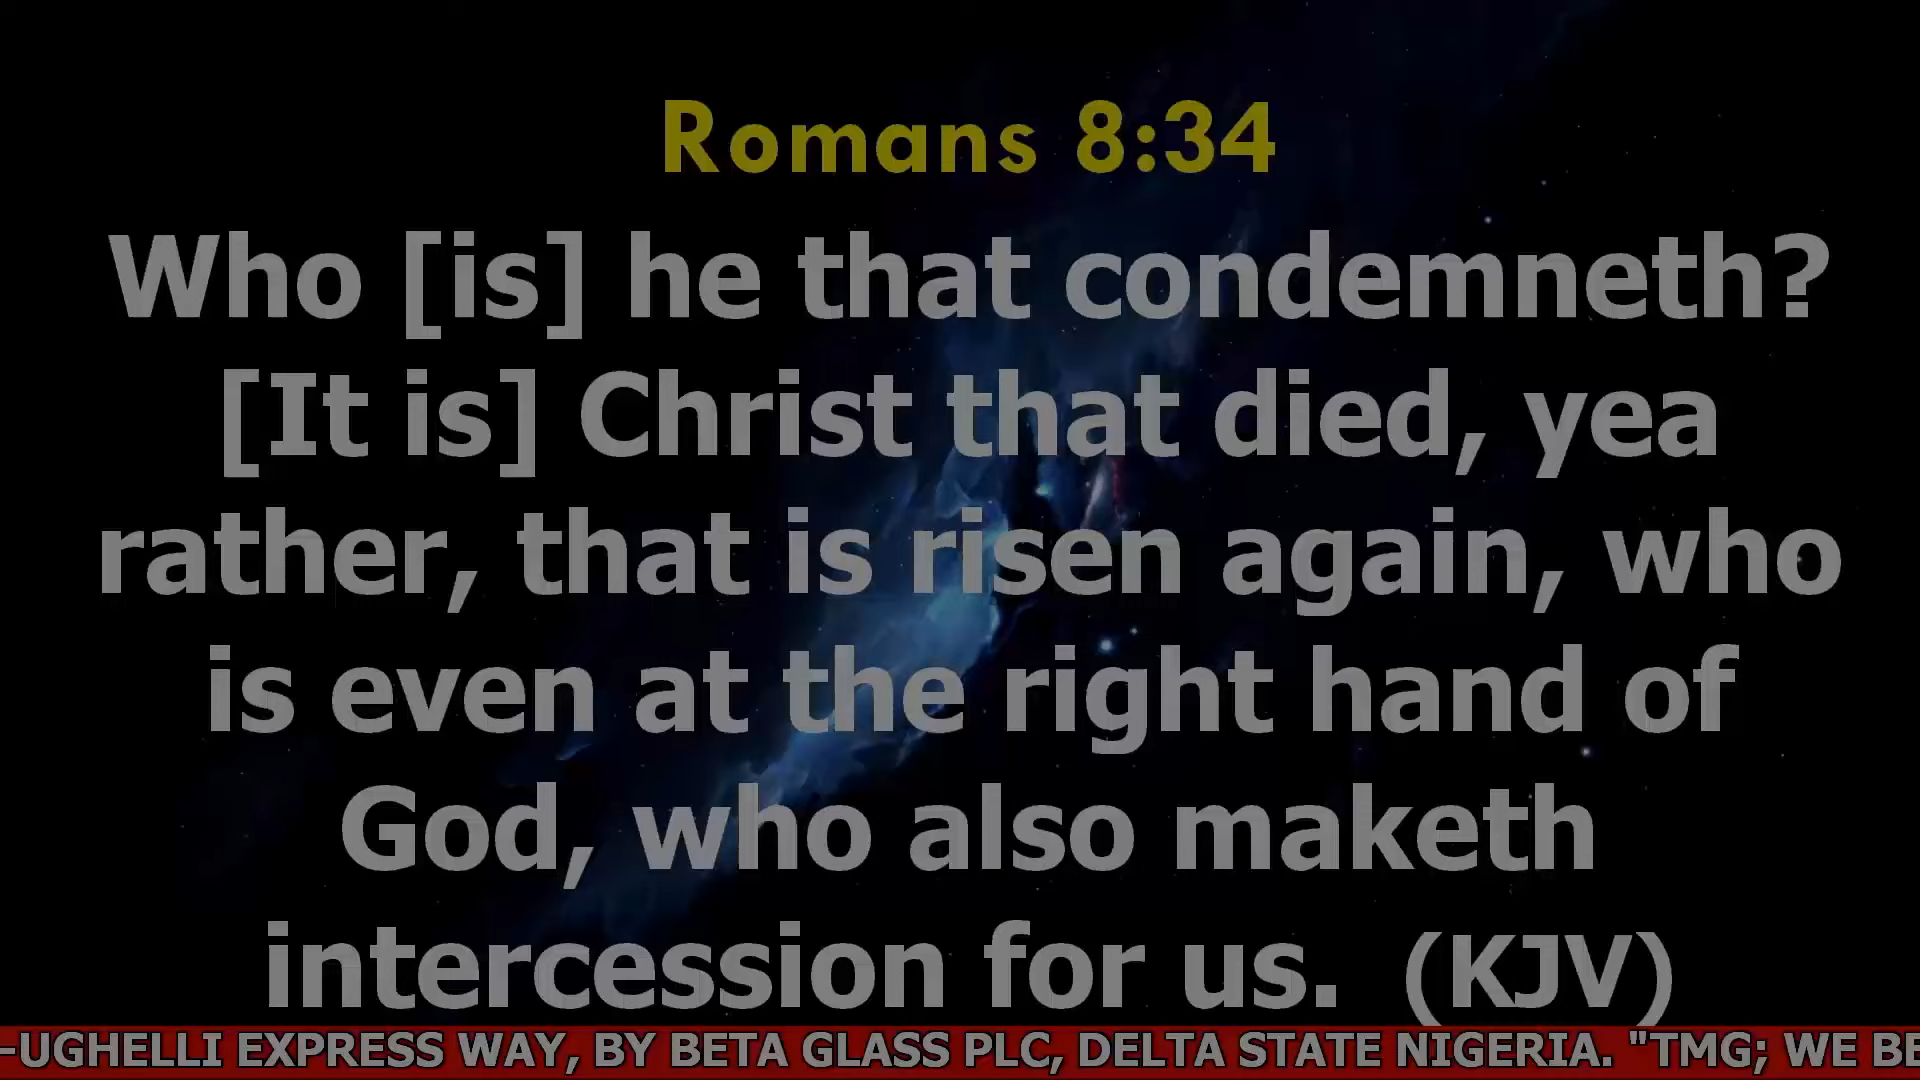 Romans 8:34
Who [is] he that condemneth?
[It is] Christ that died, yea
rather, that is risen again, who
is even at the right hand of
God, who also maketh
intercession for us. (KJV)
-UGHELLI EXPRESS WAY, BY BETA GLASS PLC, DELTA STATE NIGERIA. "TMG; WE BE